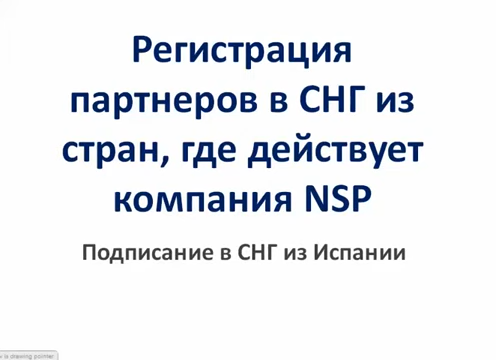 Регистрация
партнеров в СНГ из
стран, где действует
компания NSP
Подписание в СНГ из Испании